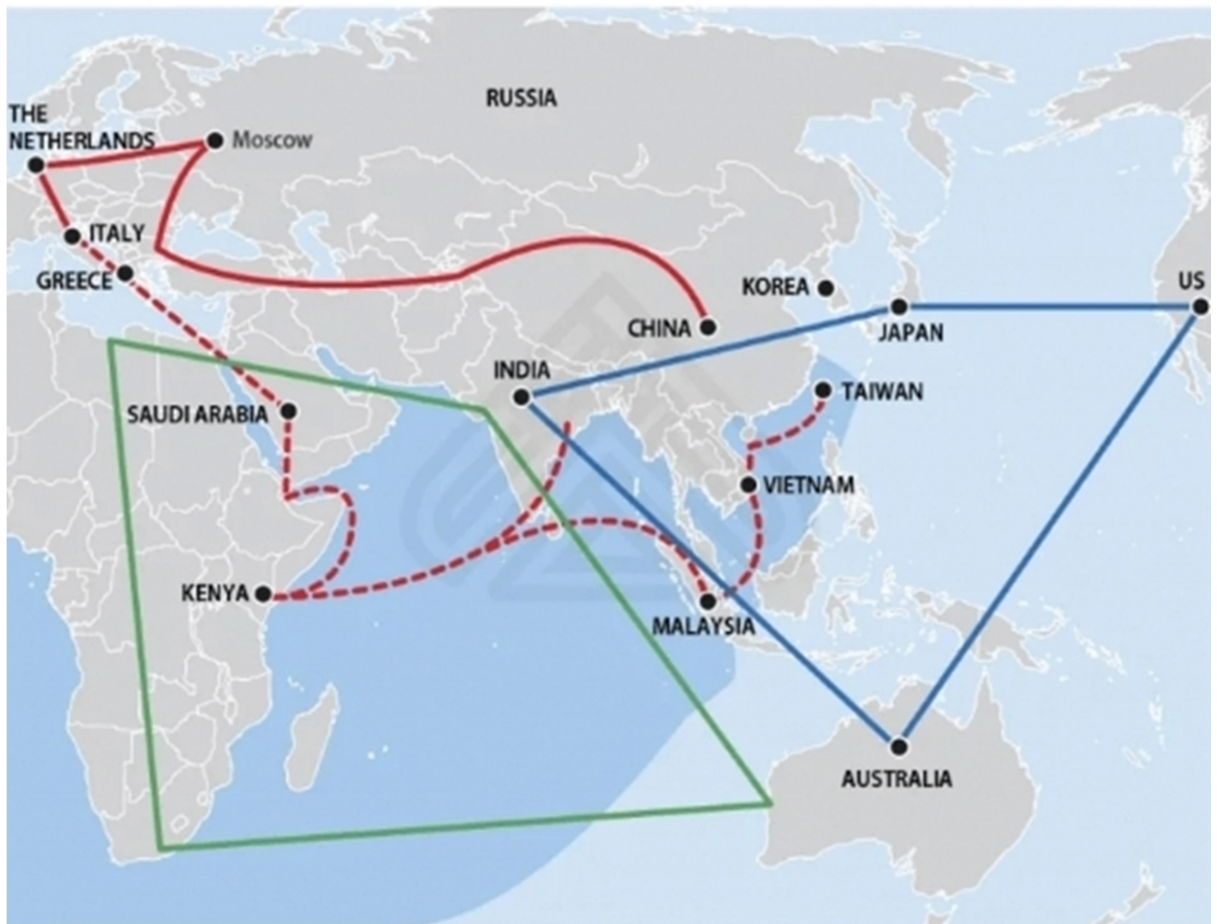 RUSSIA
THE
NETHERLANDS
Moscow
ITALY
GREECE
US
KOREA
CHINA
JAPAN
INDIA
TAIWAN
SAUDI ARABIA
VIETNAM
KENYA
MALAYSIA
AUSTRALIA